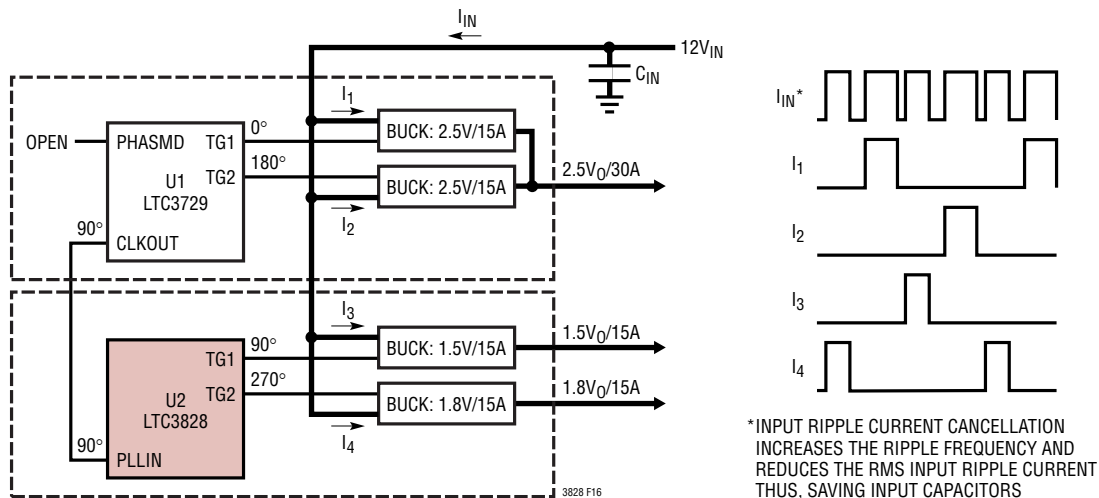 I_IN
12V_IN
C_IN
I_1
BUCK: 2.5V/15A
OPEN
PHASMD
TG1
0°
180°
TG2
U1
LTC3729
BUCK: 2.5V/15A
2.5V_O/30A
I_2
90°
CLKOUT
I_3
BUCK: 1.5V/15A
1.5V_O/15A
TG1
90°
TG2
270°
U2
LTC3828
BUCK: 1.8V/15A
1.8V_O/15A
I_4
90°
PLLIN
3828 F16
I_IN*
I_1
I_2
I_3
I_4
*INPUT RIPPLE CURRENT CANCELLATION
INCREASES THE RIPPLE FREQUENCY AND
REDUCES THE RMS INPUT RIPPLE CURRENT
THUS, SAVING INPUT CAPACITORS